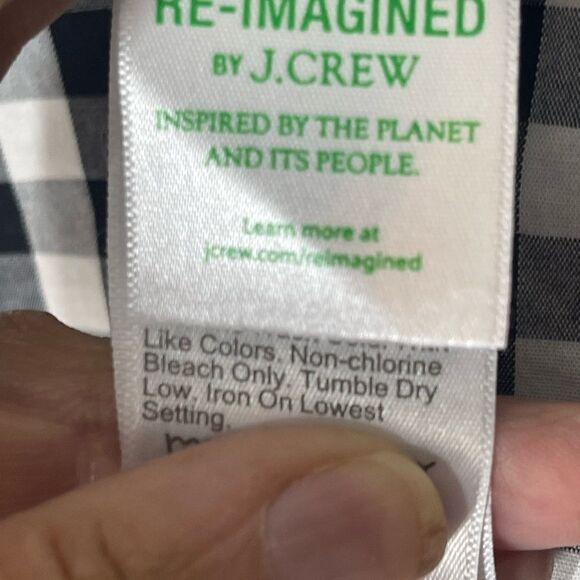 RE-IMAGINED
BY J.CREW
INSPIRED BY THE PLANET
AND ITS PEOPLE.
Learn more at
jcrew.com/reimagined
Like Colors. Non-chlorine
Bleach Only. Tumble Dry
Low. Iron On Lowest
Setting.